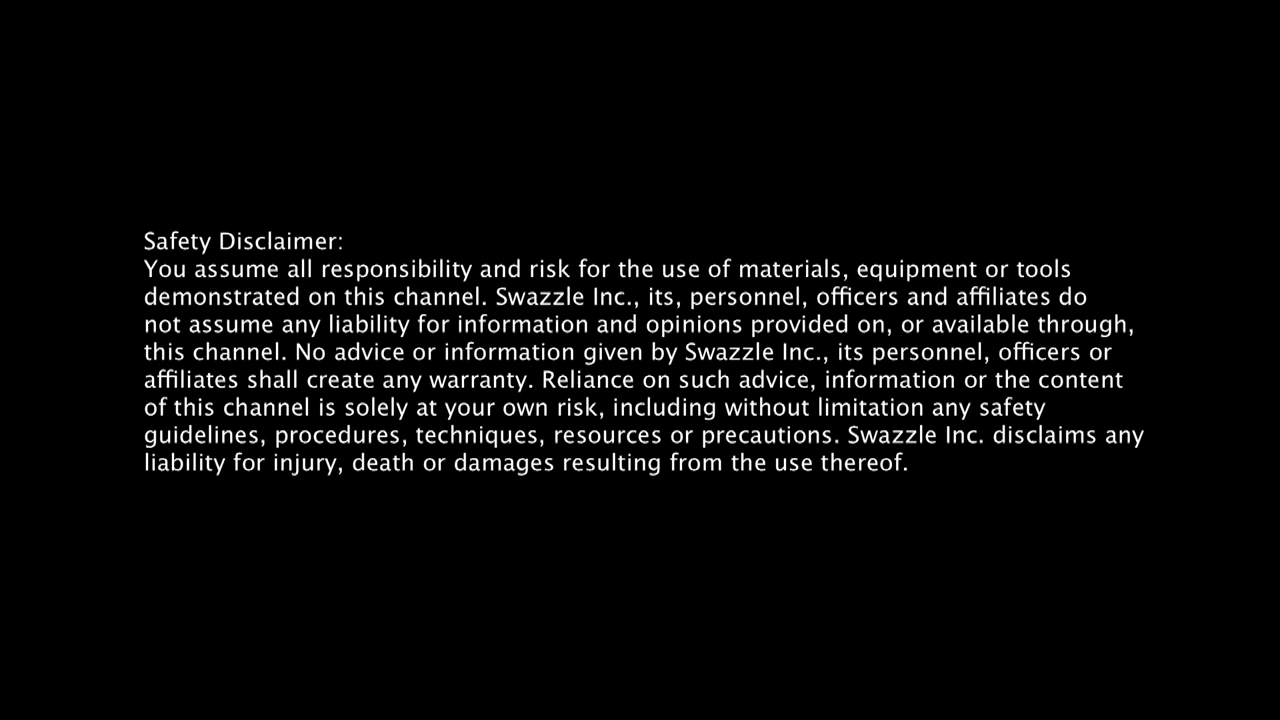 Safety Disclaimer:
You assume all responsibility and risk for the use of materials, equipment or tools
demonstrated on this channel. Swazzle Inc., its, personnel, officers and affiliates do
not assume any liability for information and opinions provided on, or available through,
this channel. No advice or information given by Swazzle Inc., its personnel, officers or
affiliates shall create any warranty. Reliance on such advice, information or the content
of this channel is solely at your own risk, including without limitation any safety
guidelines, procedures, techniques, resources or precautions. Swazzle Inc. disclaims any
liability for injury, death or damages resulting from the use thereof.